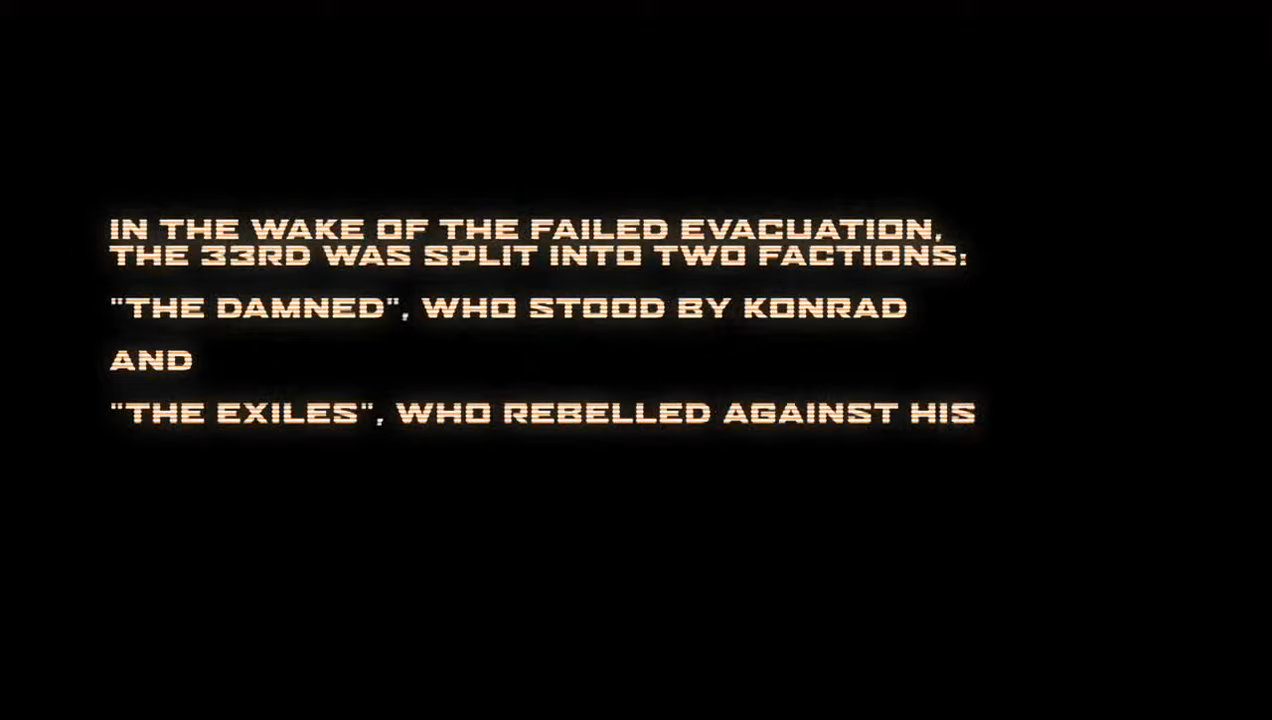 IN THE WAKE OF THE FAILED EVACUATION,
THE 33RD WAS SPLIT INTO TWO FACTIONS:
"THE DAMNED", WHO STOOD BY KONRAD
AND
"THE EXILES", WHO REBELLED AGAINST HIS